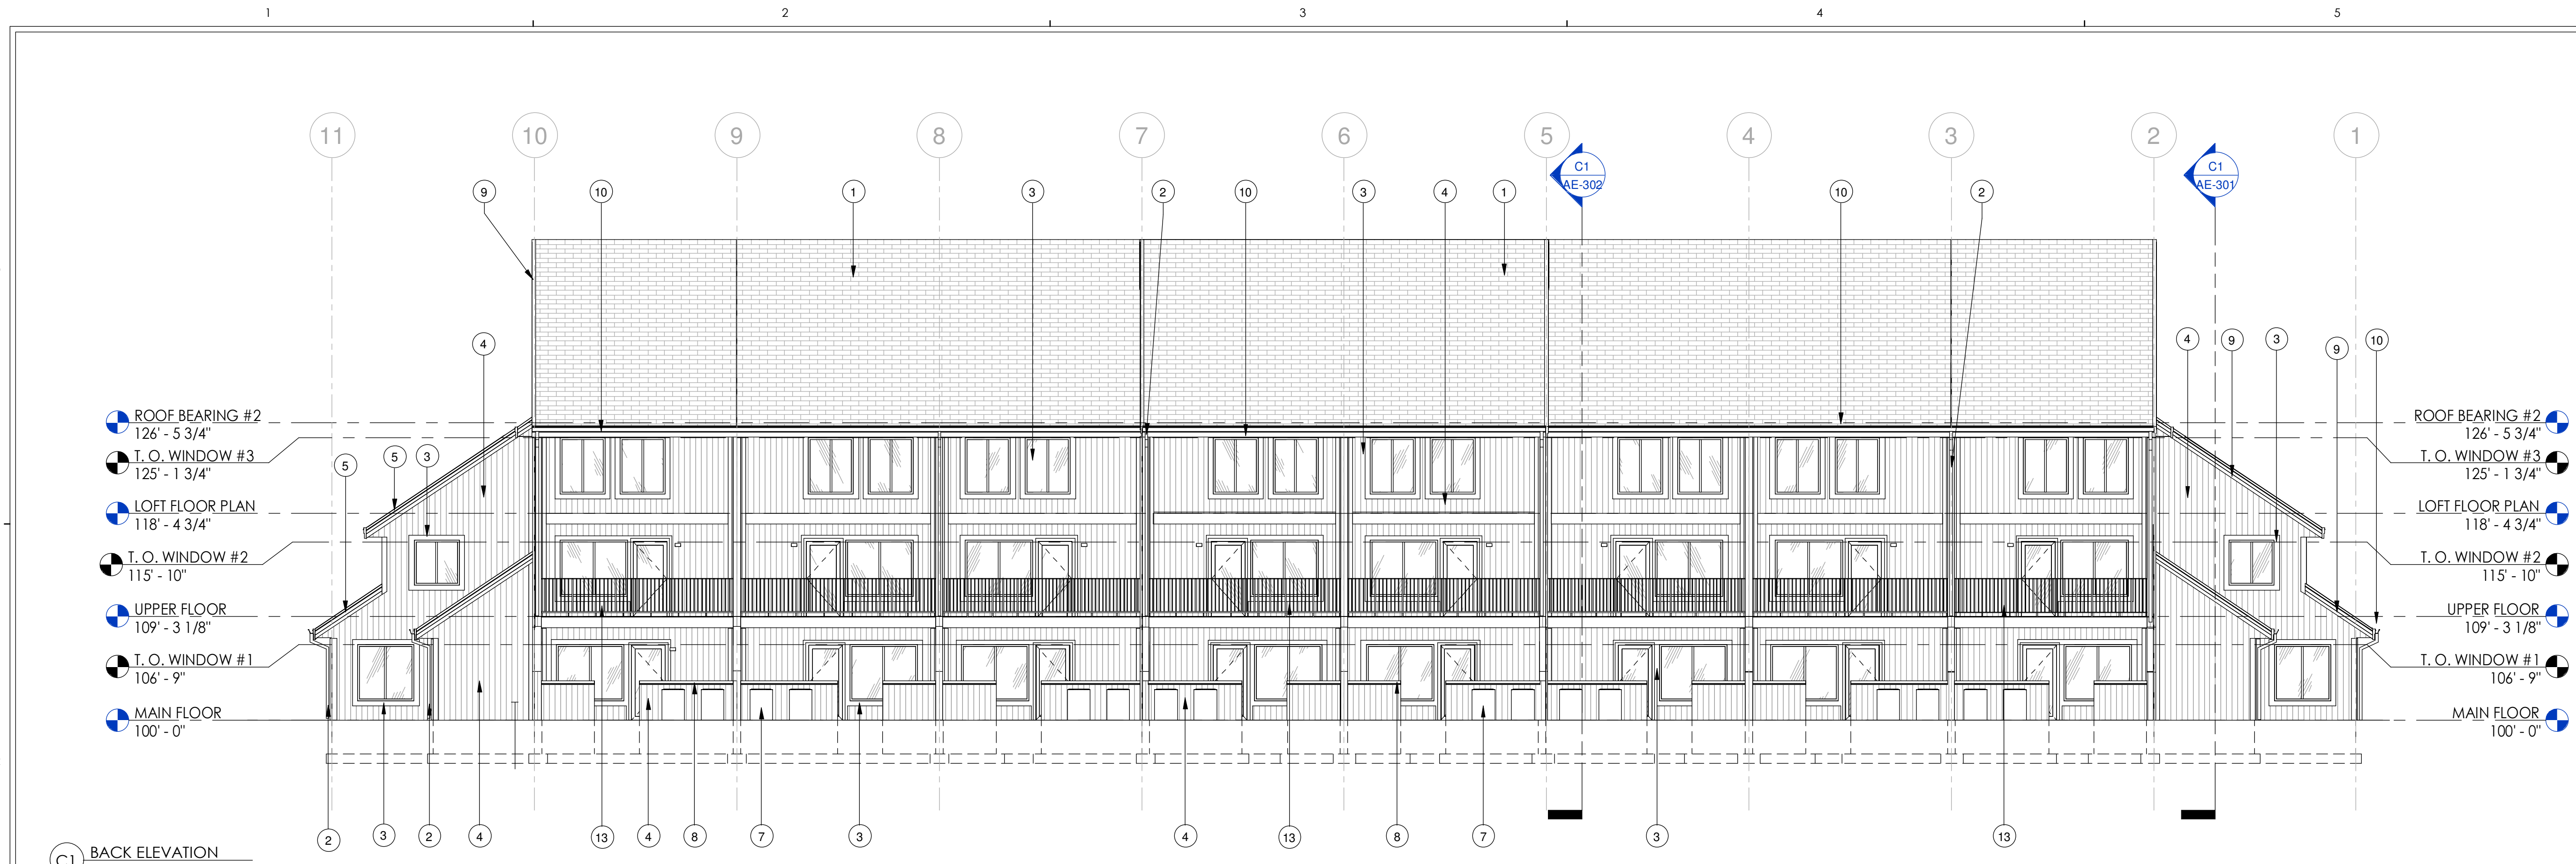 1 2 3 4 5
11 10 9 8 7 6 5 4 3 2 1
C1 C1
AE-302 AE-301
9 10 1 3 2 10 3 4 1 10 2
4 4 9 3 9 10
ROOF BEARING #2 ROOF BEARING #2
126' - 5 3/4" 126' - 5 3/4"
5 5 3
T. O. WINDOW #3 T. O. WINDOW #3
125' - 1 3/4" 125' - 1 3/4"
LOFT FLOOR PLAN LOFT FLOOR PLAN
118' - 4 3/4" 118' - 4 3/4"
T. O. WINDOW #2 T. O. WINDOW #2
115' - 10" 115' - 10"
UPPER FLOOR UPPER FLOOR
109' - 3 1/8" 109' - 3 1/8"
T. O. WINDOW #1 T. O. WINDOW #1
106' - 9" 106' - 9"
MAIN FLOOR MAIN FLOOR
100' - 0" 100' - 0"
2 3 2 4 13 4 8 7 3 4 13 8 7 3 13
C1 BACK ELEVATION